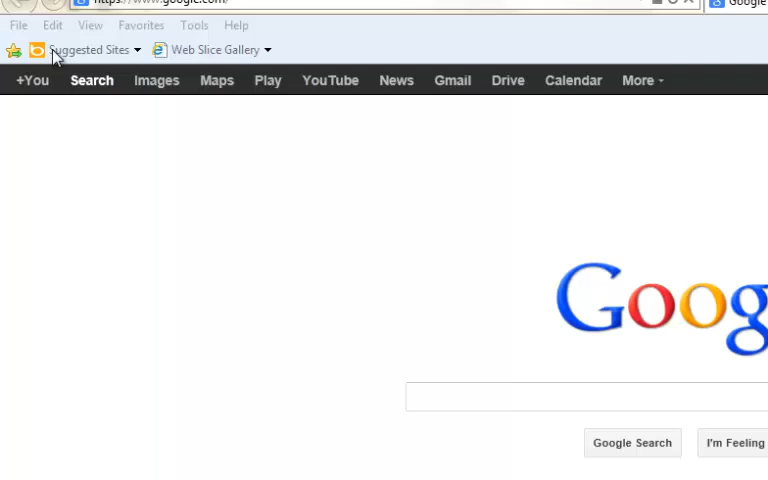 https://www.google.com/
Google
File Edit View Favorites Tools Help
Suggested Sites Web Slice Gallery
+You Search Images Maps Play YouTube News Gmail Drive Calendar More
Goog
Google Search I'm Feeling